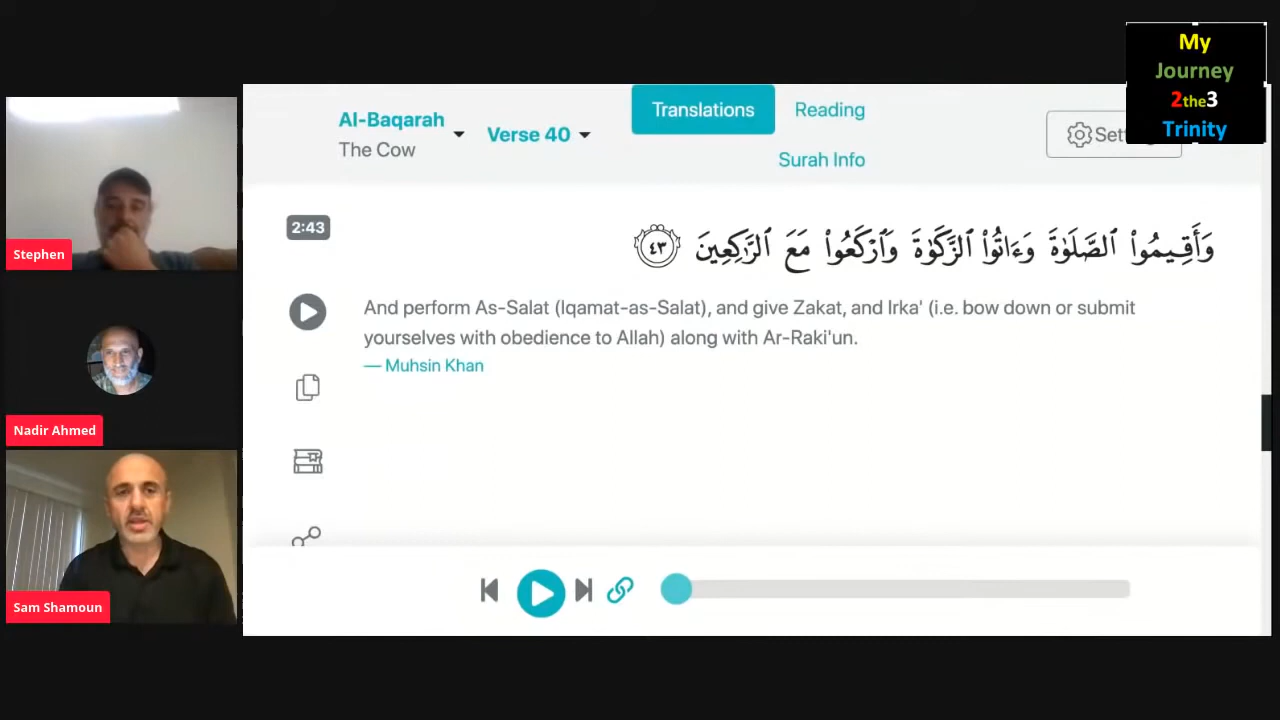 My
Journey
2the3
Trinity
Al-Baqarah
The Cow
Verse 40
Translations
Reading
Surah Info
2:43
وَأَقِيمُوا۟ ٱلصَّلَوٰةَ وَءَاتُوا۟ ٱلزَّكَوٰةَ وَٱرْكَعُوا۟ مَعَ ٱلرَّٰكِعِينَ ٤٣
And perform As-Salat (Iqamat-as-Salat), and give Zakat, and Irka' (i.e. bow down or submit
yourselves with obedience to Allah) along with Ar-Raki'un.
— Muhsin Khan
Stephen
Nadir Ahmed
Sam Shamoun